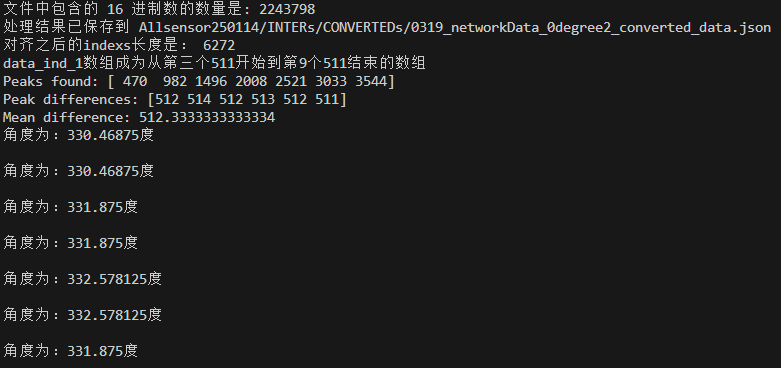 文件中包含的 16 进制数的数量是: 2243798
处理结果已保存到 Allsensor250114/INTERs/CONVERTEDs/0319_networkData_0degree2_converted_data.json
对齐之后的indexs长度是： 6272
data_ind_1数组成为从第三个511开始到第9个511结束的数组
Peaks found: [ 470  982 1496 2008 2521 3033 3544]
Peak differences: [512 514 512 513 512 511]
Mean difference: 512.3333333333334
角度为：330.46875度
角度为：330.46875度
角度为：331.875度
角度为：331.875度
角度为：332.578125度
角度为：332.578125度
角度为：331.875度